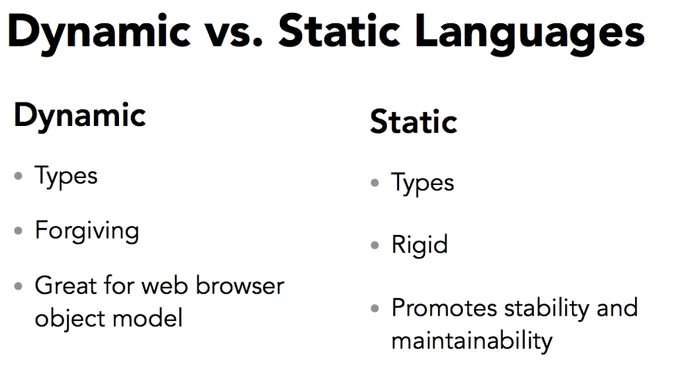 Dynamic vs. Static Languages
Dynamic
• Types
• Forgiving
• Great for web browser
object model
Static
• Types
• Rigid
• Promotes stability and
maintainability